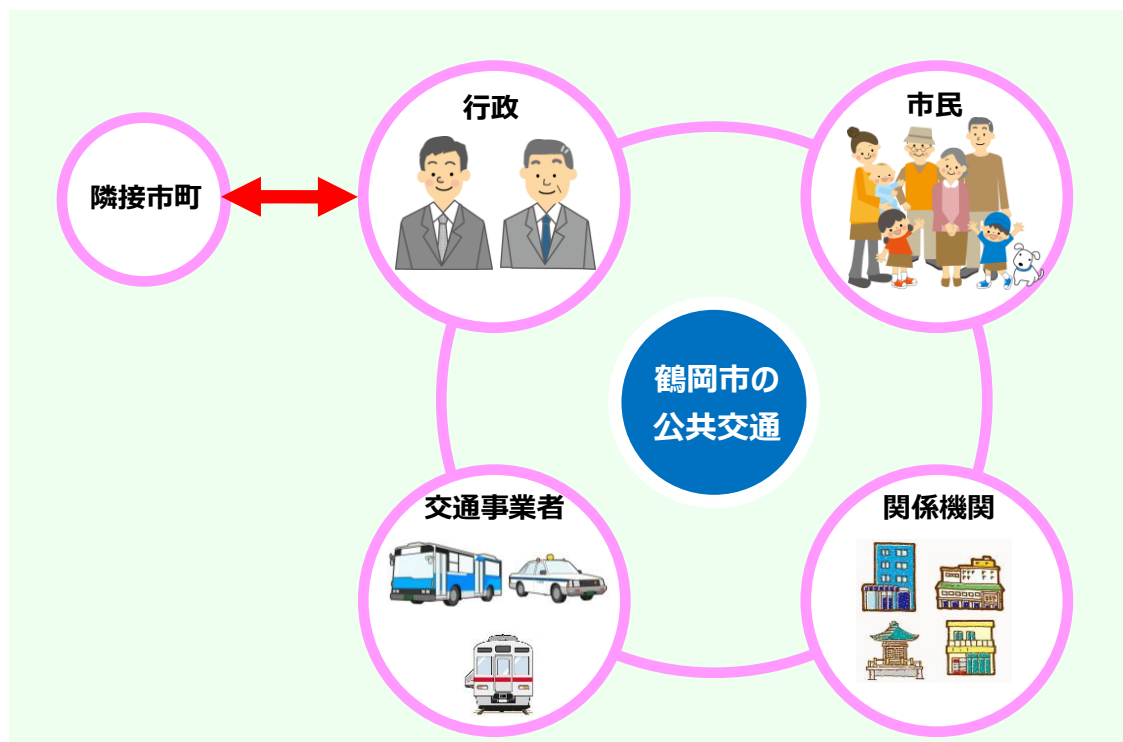 行政
市民
隣接市町
鶴岡市の
公共交通
交通事業者
関係機関